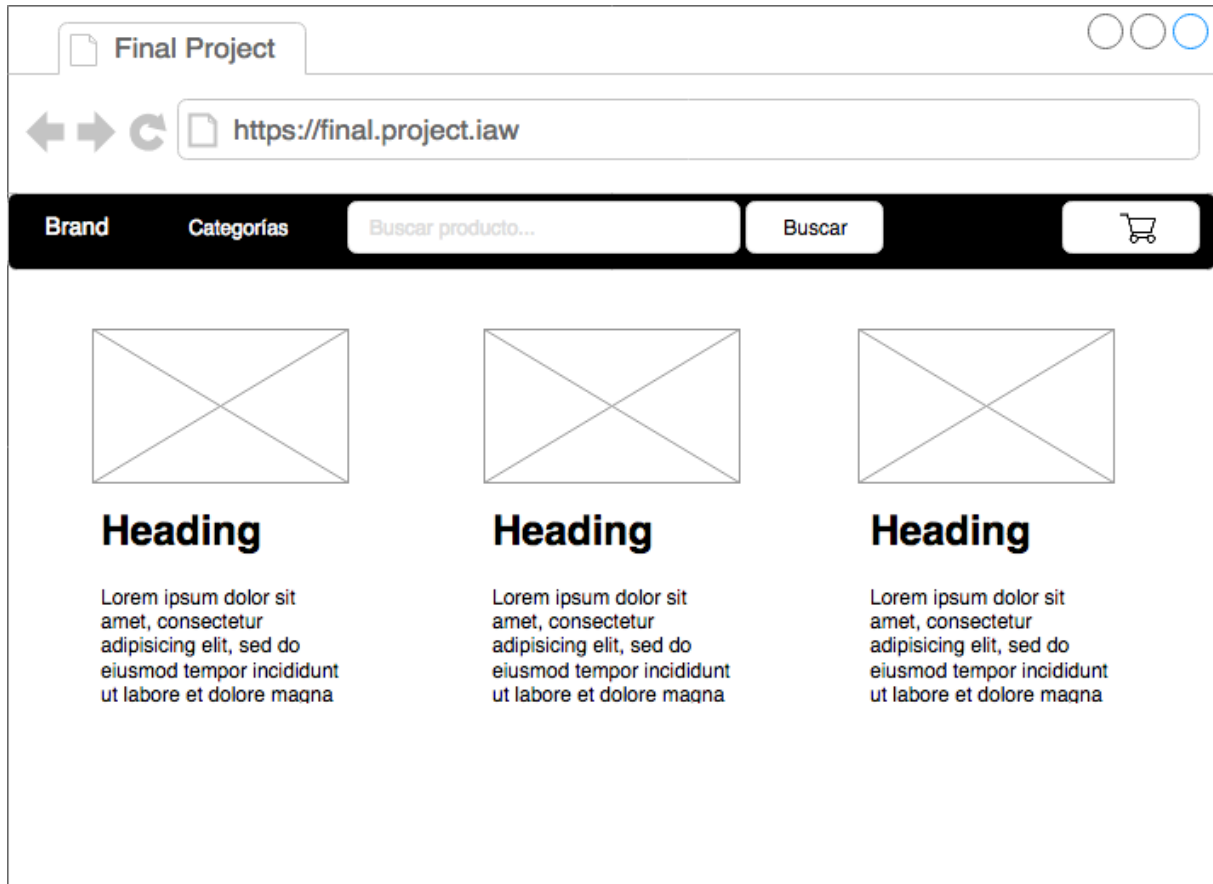 Final Project
https://final.project.iaw
Brand
Categorías
Buscar producto...
Buscar
Heading
Lorem ipsum dolor sit
amet, consectetur
adipisicing elit, sed do
eiusmod tempor incididunt
ut labore et dolore magna
Heading
Lorem ipsum dolor sit
amet, consectetur
adipisicing elit, sed do
eiusmod tempor incididunt
ut labore et dolore magna
Heading
Lorem ipsum dolor sit
amet, consectetur
adipisicing elit, sed do
eiusmod tempor incididunt
ut labore et dolore magna